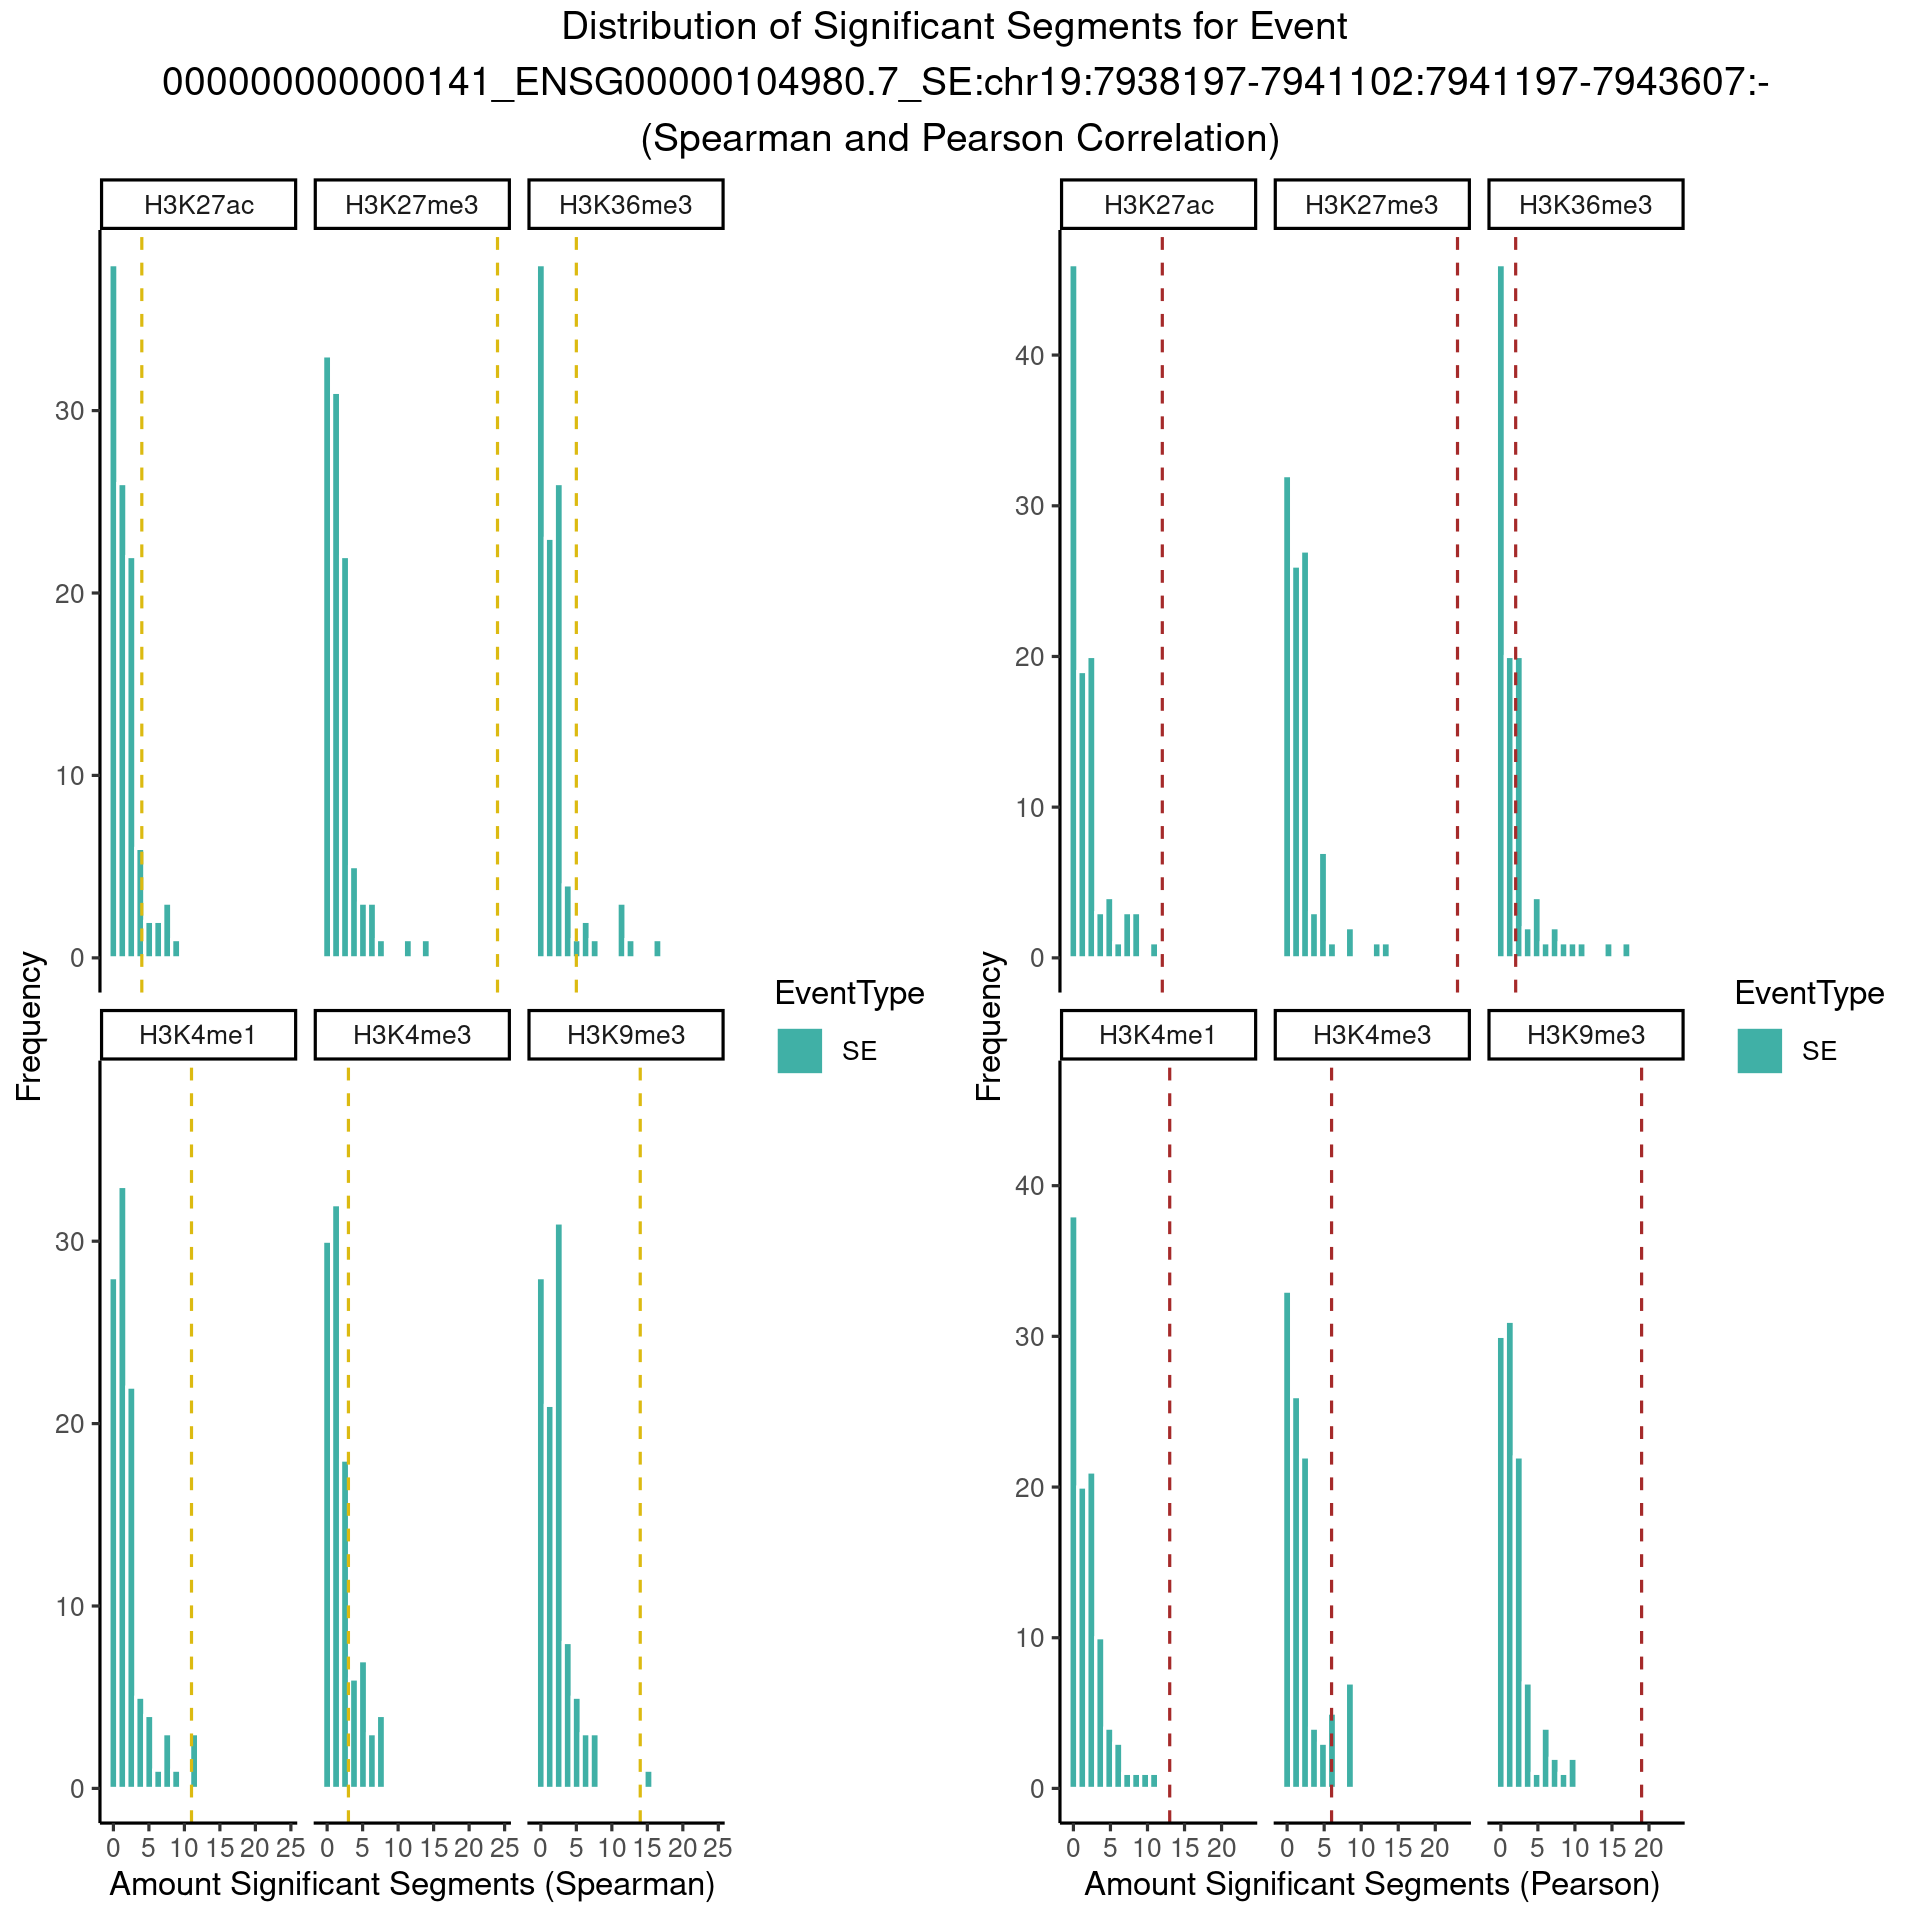 Distribution of Significant Segments for Event
000000000000141_ENSG00000104980.7_SE:chr19:7938197-7941102:7941197-7943607:-
(Spearman and Pearson Correlation)
H3K27ac H3K27me3 H3K36me3
30
20
10
0
H3K4me1 H3K4me3 H3K9me3
30
20
10
0
0 5 10 15 20 25 0 5 10 15 20 25 0 5 10 15 20 25
Amount Significant Segments (Spearman)
Frequency
EventType
SE
H3K27ac H3K27me3 H3K36me3
40
30
20
10
0
H3K4me1 H3K4me3 H3K9me3
40
30
20
10
0
0 5 10 15 20 0 5 10 15 20 0 5 10 15 20
Amount Significant Segments (Pearson)
Frequency
EventType
SE